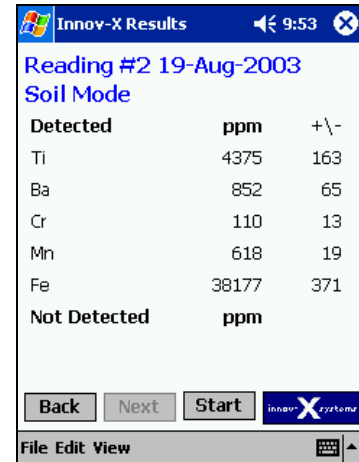 Innov-X Results 9:53
Reading #2 19-Aug-2003
Soil Mode
Detected ppm +\-
Ti 4375 163
Ba 852 65
Cr 110 13
Mn 618 19
Fe 38177 371
Not Detected ppm
Back Next Start innov-X systems
File Edit View